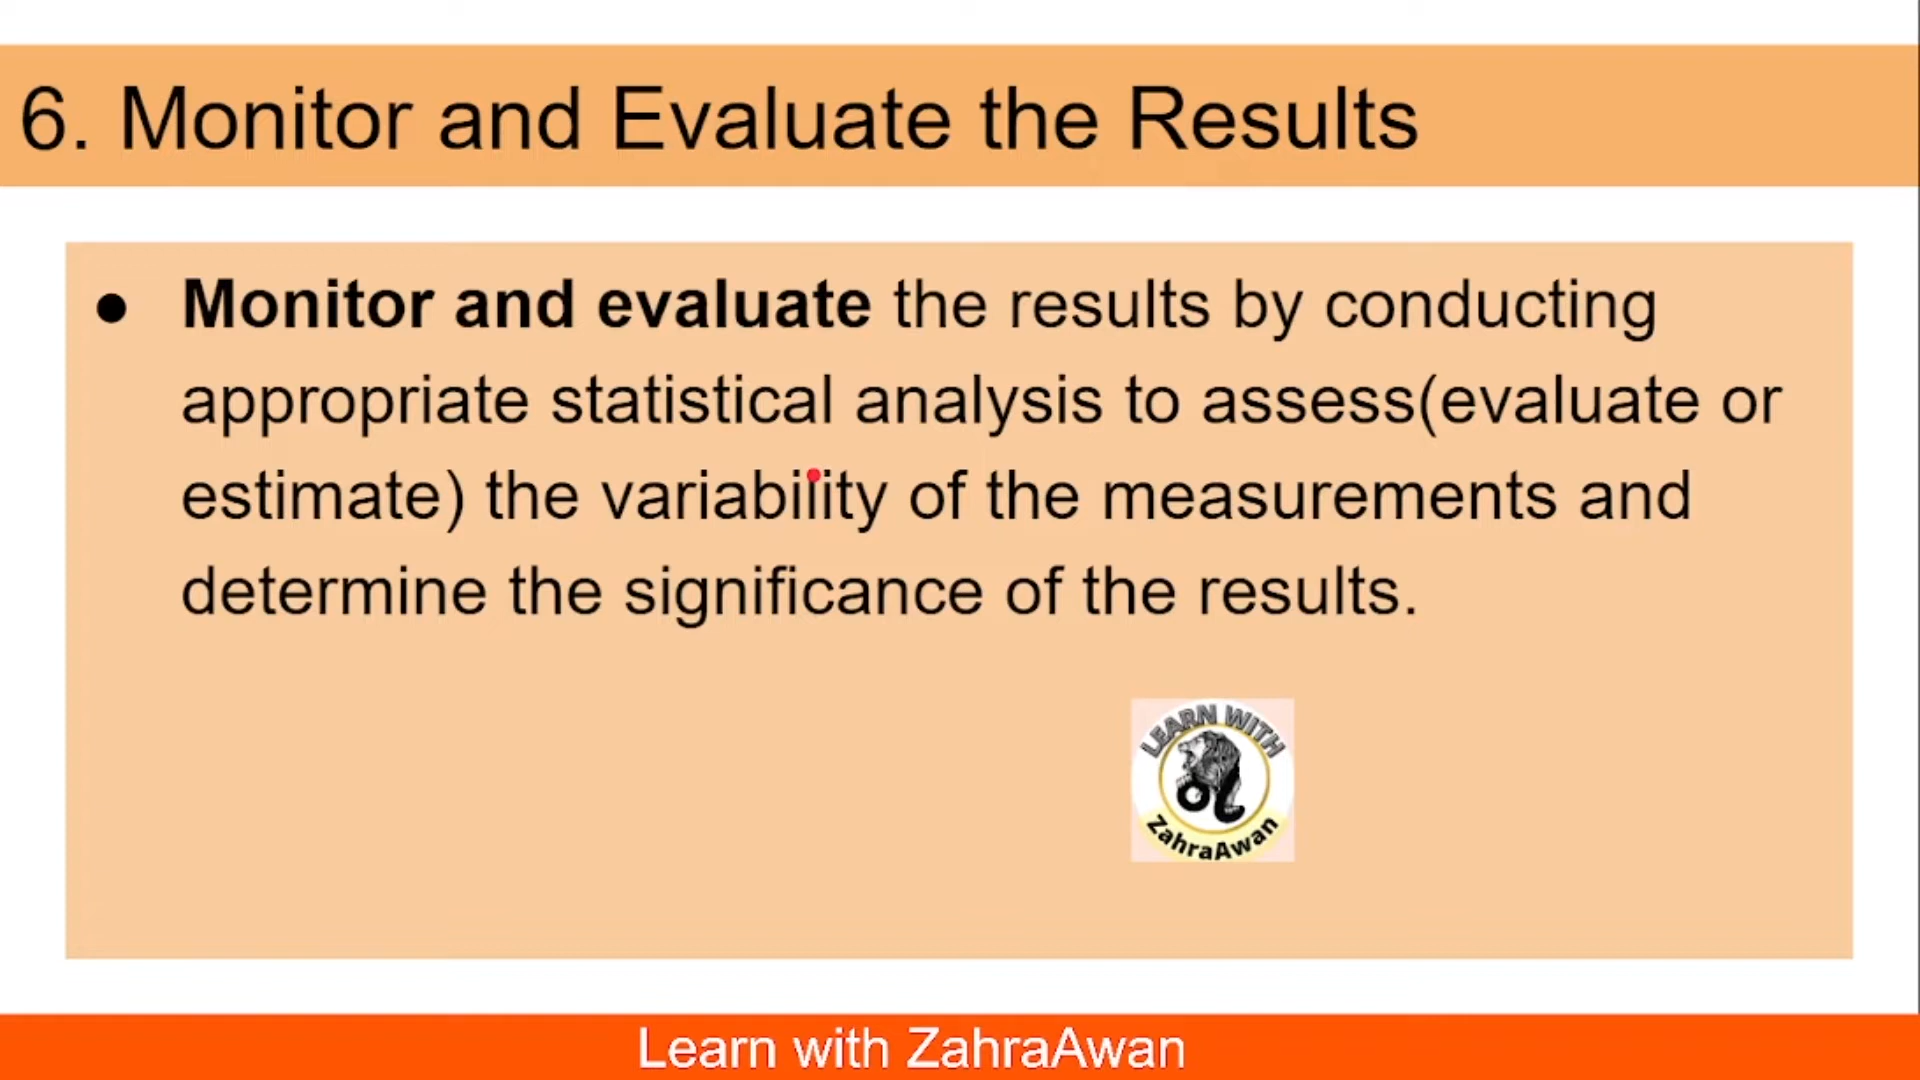 6. Monitor and Evaluate the Results
● Monitor and evaluate the results by conducting
appropriate statistical analysis to assess(evaluate or
estimate) the variability of the measurements and
determine the significance of the results.
LEARN WITH
ZahraAwan
Learn with ZahraAwan